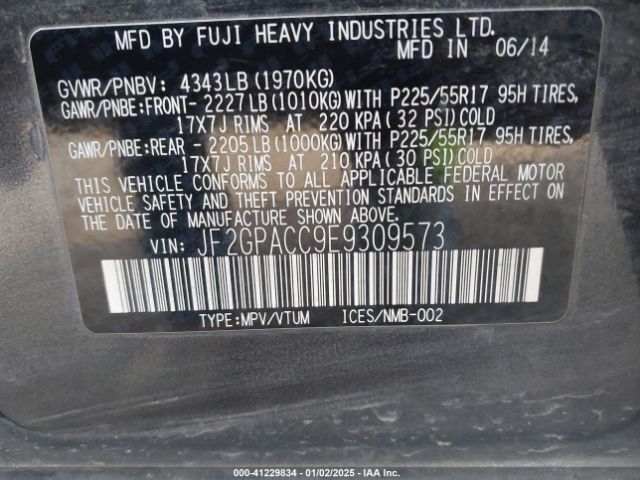 MFD BY FUJI HEAVY INDUSTRIES LTD.
MFD IN 06/14
GVWR/PNBV: 4343LB(1970KG)
GAWR/PNBE:FRONT-2227LB(1010KG)WITH P225/55R17 95H TIRES,
17X7J RIMS AT 220 KPA(32 PSI)COLD
GAWR/PNBE:REAR -2205LB(1000KG)WITH P225/55R17 95H TIRES,
17X7J RIMS AT 210 KPA(30 PSI)COLD
THIS VEHICLE CONFORMS TO ALL APPLICABLE FEDERAL MOTOR
VEHICLE SAFETY AND THEFT PREVENTION STANDARDS IN EFFECT ON
THE DATE OF MANUFACTURE SHOWN ABOVE.
VIN: JF2GPACC9E9309573
TYPE:MPV/VTUM ICES/NMB-002
000-41229834 - 01/02/2025 - IAA Inc.